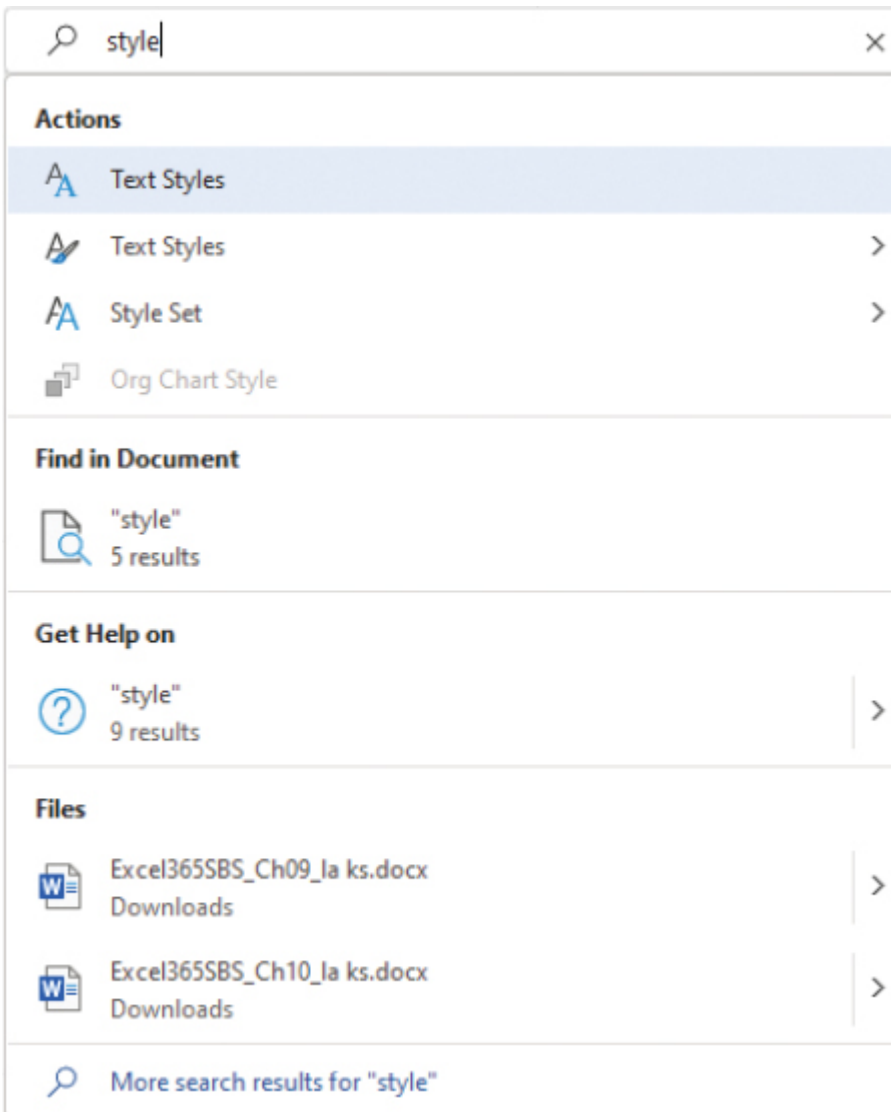 style
Actions
Text Styles
Text Styles
Style Set
Org Chart Style
Find in Document
"style"
5 results
Get Help on
"style"
9 results
Files
Excel365SBS_Ch09_la ks.docx
Downloads
Excel365SBS_Ch10_la ks.docx
Downloads
More search results for "style"